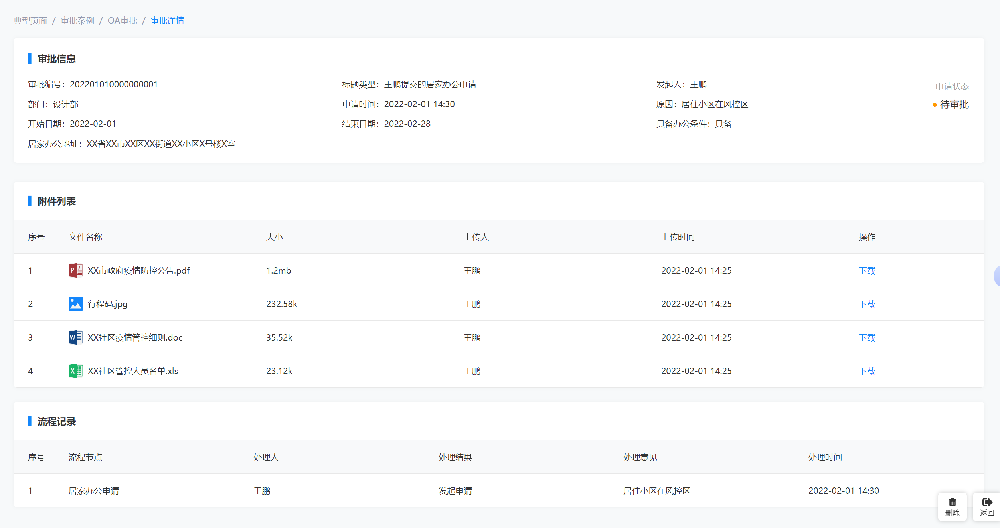 典型页面 / 审批案例 / OA审批 / 审批详情
审批信息
审批编号：202201010000000001 标题类型：王鹏提交的居家办公申请 发起人：王鹏 申请状态
部门：设计部 申请时间：2022-02-01 14:30 原因：居住小区在风控区 待审批
开始日期：2022-02-01 结束日期：2022-02-28 具备办公条件：具备
居家办公地址：XX省XX市XX区XX街道XX小区X号楼X室
附件列表
序号 文件名称 大小 上传人 上传时间 操作
1 XX市政府疫情防控公告.pdf 1.2mb 王鹏 2022-02-01 14:25 下载
2 行程码.jpg 232.58k 王鹏 2022-02-01 14:25 下载
3 XX社区疫情管控细则.doc 35.52k 王鹏 2022-02-01 14:25 下载
4 XX社区管控人员名单.xls 23.12k 王鹏 2022-02-01 14:25 下载
流程记录
序号 流程节点 处理人 处理结果 处理意见 处理时间
1 居家办公申请 王鹏 发起申请 居住小区在风控区 2022-02-01 14:30
删除 返回